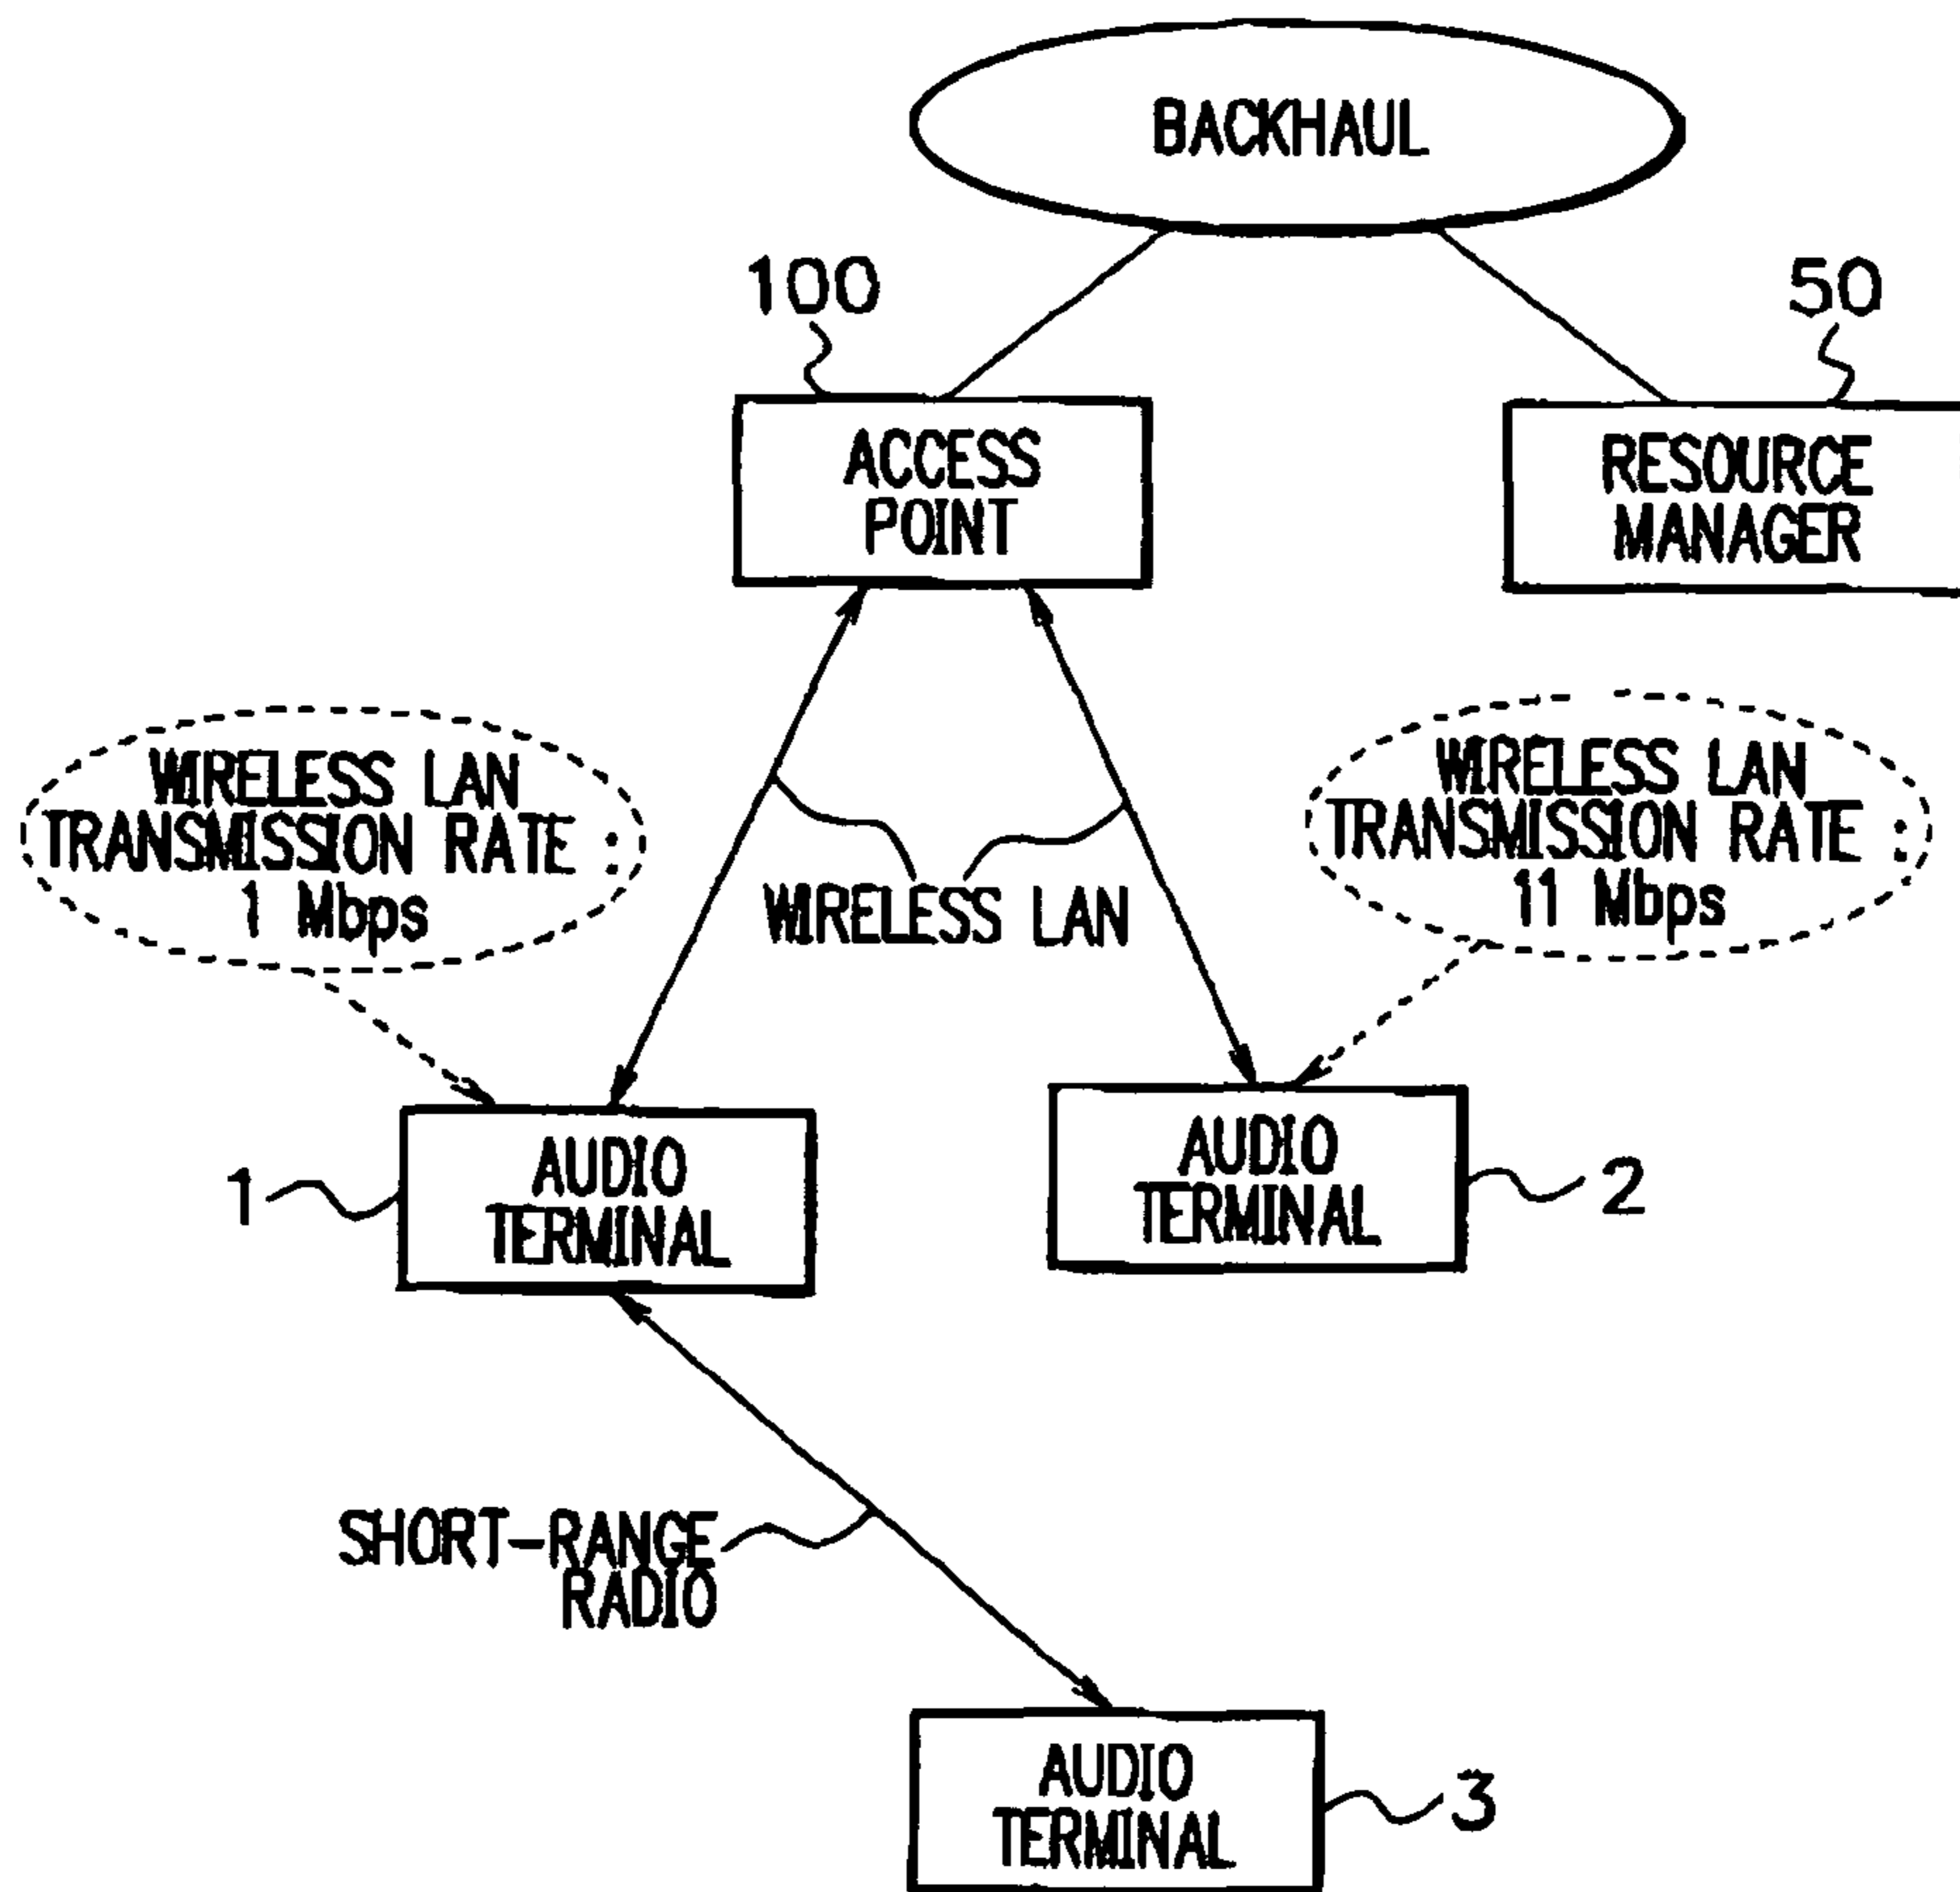 BACKHAUL
100
50
ACCESS
POINT
RESOURCE
MANAGER
WIRELESS LAN
TRANSMISSION RATE :
1 Mbps
WIRELESS LAN
TRANSMISSION RATE :
11 Mbps
WIRELESS LAN
1
AUDIO
TERMINAL
AUDIO
TERMINAL
2
SHORT-RANGE
RADIO
AUDIO
TERMINAL
3